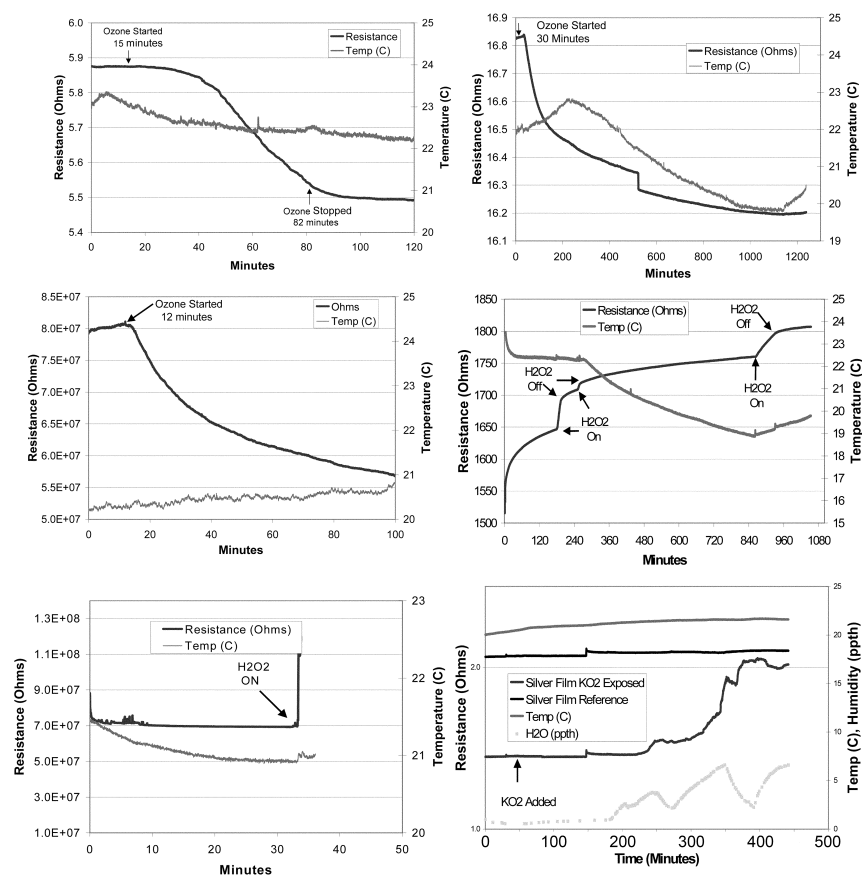 6.0
5.9
5.8
5.7
5.6
5.5
5.4
Resistance (Ohms)
Ozone Started
15 minutes
Resistance
Temp (C)
Ozone Stopped
82 minutes
25
24
23
22
21
20
Temerature (C)
0
20
40
60
80
100
120
Minutes
16.9
16.8
16.7
16.6
16.5
16.4
16.3
16.2
16.1
Resistance (Ohms)
Ozone Started
30 Minutes
Resistance (Ohms)
Temp (C)
25
24
23
22
21
20
19
Temperature (C)
0
200
400
600
800
1000
1200
Minutes
8.5E+07
8.0E+07
7.5E+07
7.0E+07
6.5E+07
6.0E+07
5.5E+07
5.0E+07
Resistance (Ohms)
Ozone Started
12 minutes
Ohms
Temp (C)
25
24
23
22
21
20
Temperature (C)
0
20
40
60
80
100
Minutes
1850
1800
1750
1700
1650
1600
1550
1500
Resistance (Ohms)
Resistance (Ohms)
Temp (C)
H2O2
Off
H2O2
Off
H2O2
On
H2O2
On
25
24
23
22
21
20
19
18
17
16
15
Temperature (C)
0
120
240
360
480
600
720
840
960
1080
Minutes
1.3E+08
1.1E+08
9.0E+07
7.0E+07
5.0E+07
3.0E+07
1.0E+07
Resistance (Ohms)
Resistance (Ohms)
Temp (C)
H2O2
ON
23
22
21
20
Temperature (C)
0
10
20
30
40
50
Minutes
2.0
1.0
Resistance (Ohms)
Silver Film KO2 Exposed
Silver Film Reference
Temp (C)
H2O (ppth)
KO2 Added
25
20
15
10
5
0
Temp (C), Humidity (ppth)
0
100
200
300
400
500
Time (Minutes)